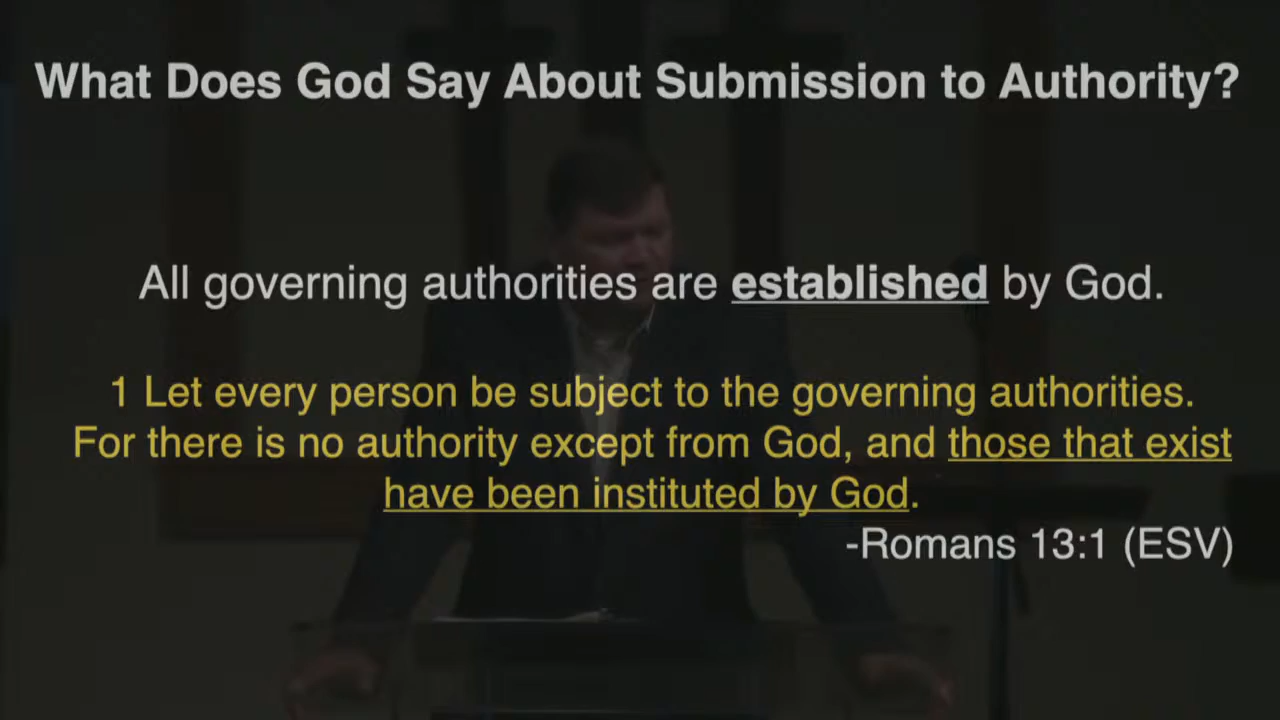 What Does God Say About Submission to Authority?
All governing authorities are established by God.
1 Let every person be subject to the governing authorities.
For there is no authority except from God, and those that exist
have been instituted by God.
-Romans 13:1 (ESV)